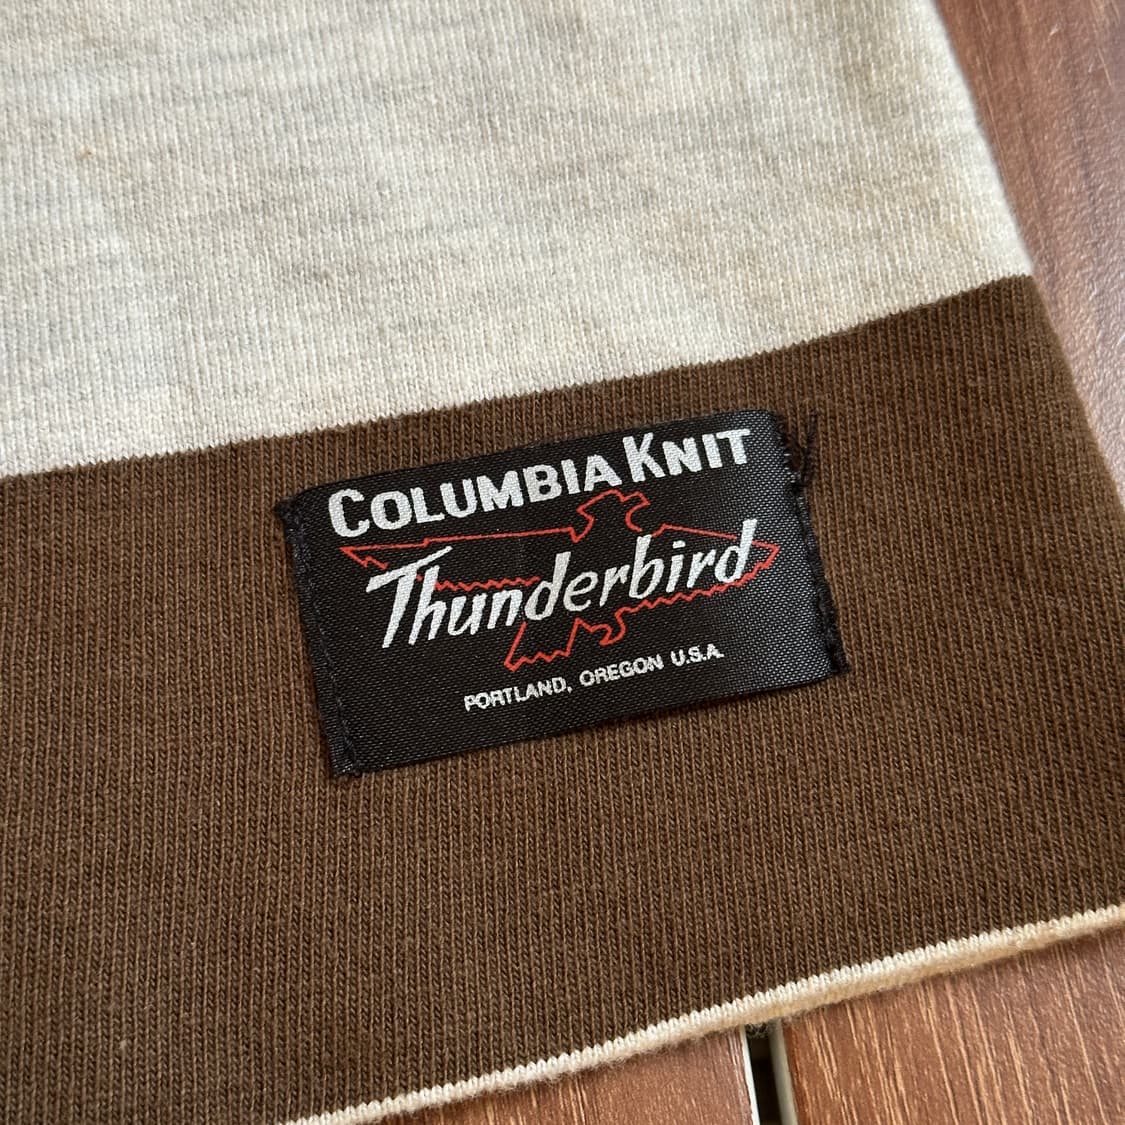 COLUMBIA KNIT
Thunderbird
PORTLAND, OREGON U.S.A.